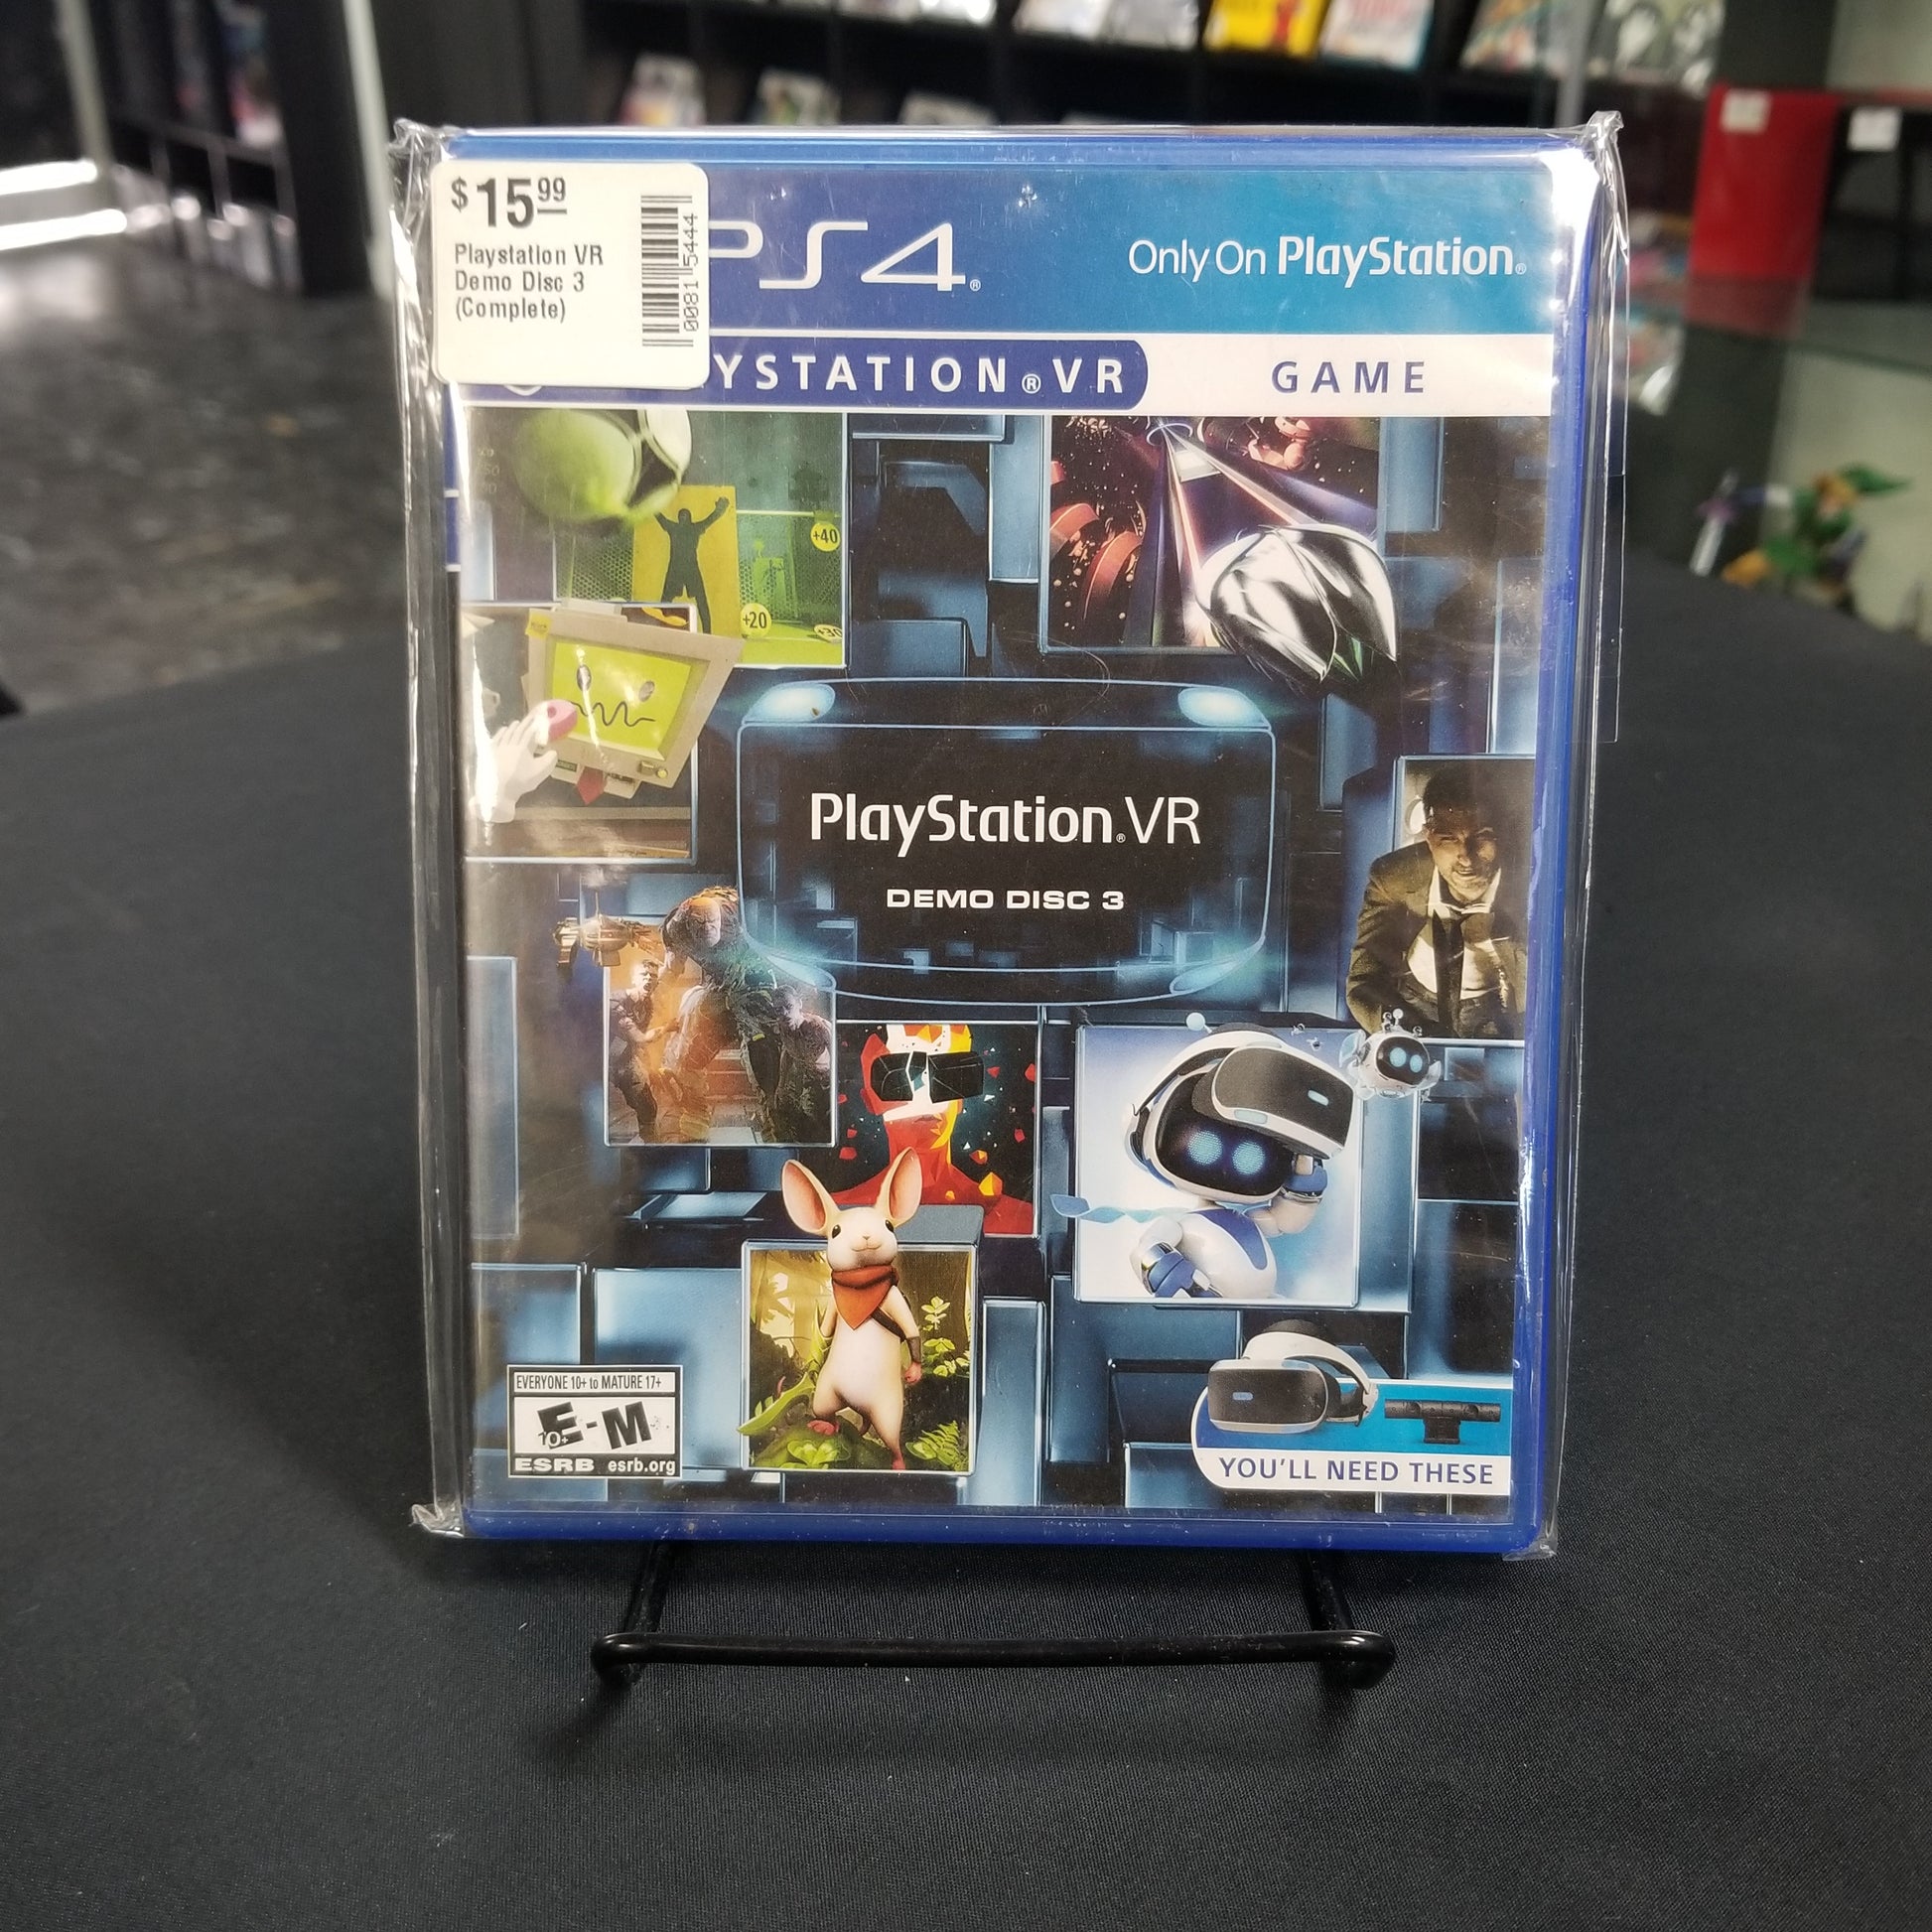 $15.99
Playstation VR
Demo Disc 3
(Complete)
0081 5444
PS4®
Only On PlayStation®
YSTATION®VR
GAME
+40
+20
+30
PlayStation®VR
DEMO DISC 3
EVERYONE 10+ to MATURE 17+
E-M
10+
ESRB esrb.org
YOU'LL NEED THESE